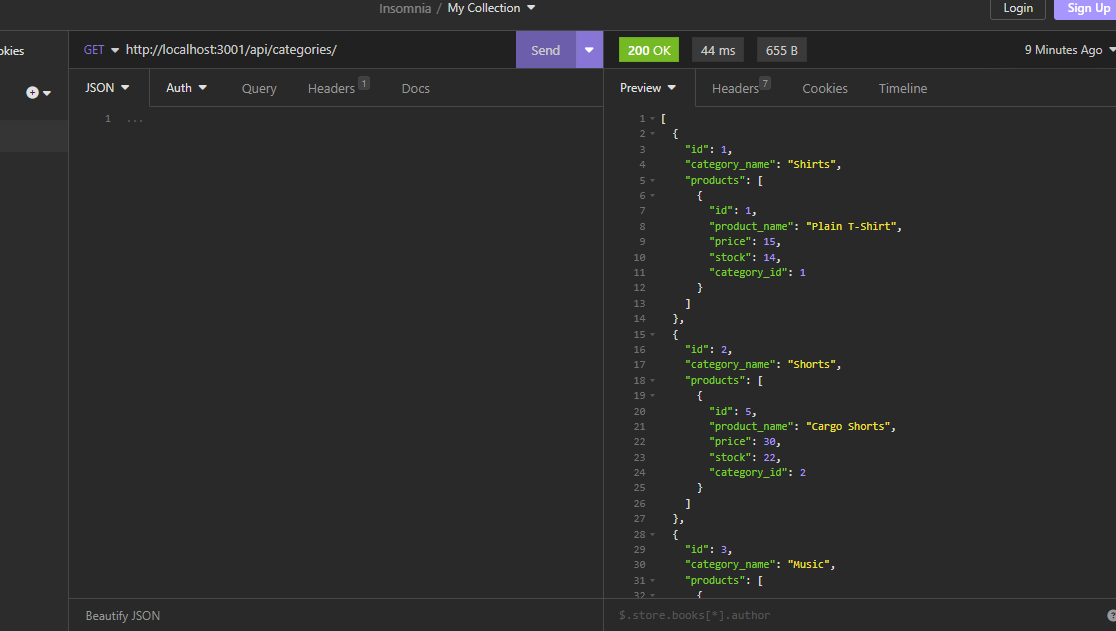 Insomnia / My Collection
Login
Sign Up
okies
GET http://localhost:3001/api/categories/
Send
200 OK
44 ms
655 B
9 Minutes Ago
JSON
Auth
Query
Headers 1
Docs
Preview
Headers 7
Cookies
Timeline
1 ...
1 [
2 {
3 "id": 1,
4 "category_name": "Shirts",
5 "products": [
6 {
7 "id": 1,
8 "product_name": "Plain T-Shirt",
9 "price": 15,
10 "stock": 14,
11 "category_id": 1
12 }
13 ]
14 },
15 {
16 "id": 2,
17 "category_name": "Shorts",
18 "products": [
19 {
20 "id": 5,
21 "product_name": "Cargo Shorts",
22 "price": 30,
23 "stock": 22,
24 "category_id": 2
25 }
26 ]
27 },
28 {
29 "id": 3,
30 "category_name": "Music",
31 "products": [
32 {
Beautify JSON
$.store.books[*].author
?